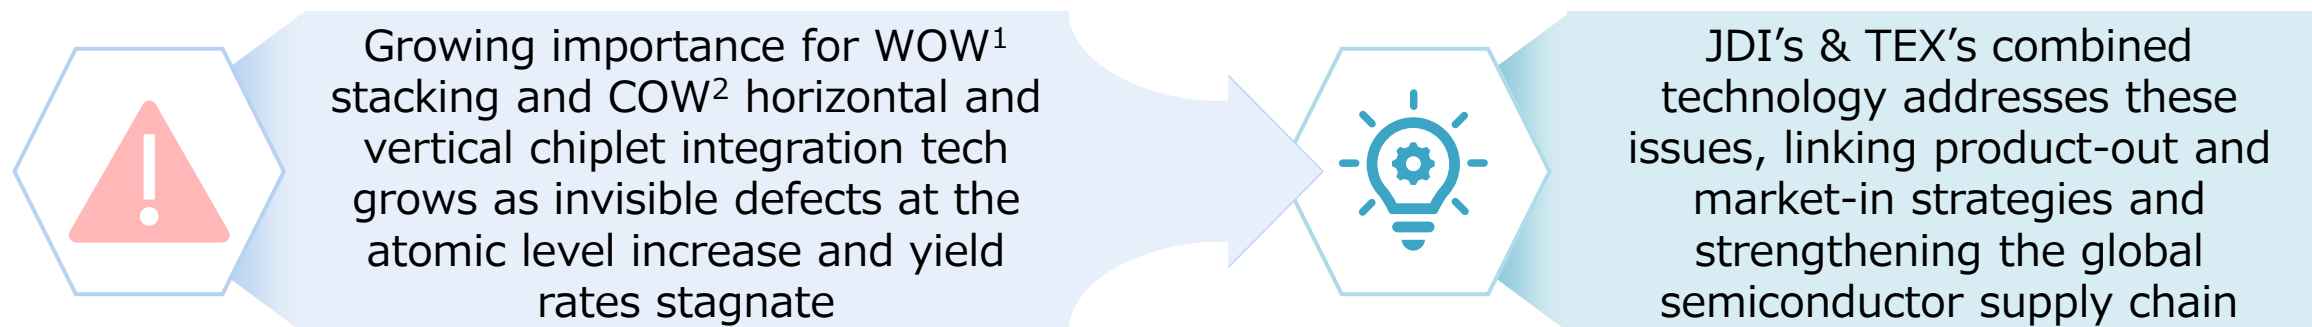 Growing importance for WOW¹
stacking and COW² horizontal and
vertical chiplet integration tech
grows as invisible defects at the
atomic level increase and yield
rates stagnate
JDI’s & TEX’s combined
technology addresses these
issues, linking product-out and
market-in strategies and
strengthening the global
semiconductor supply chain